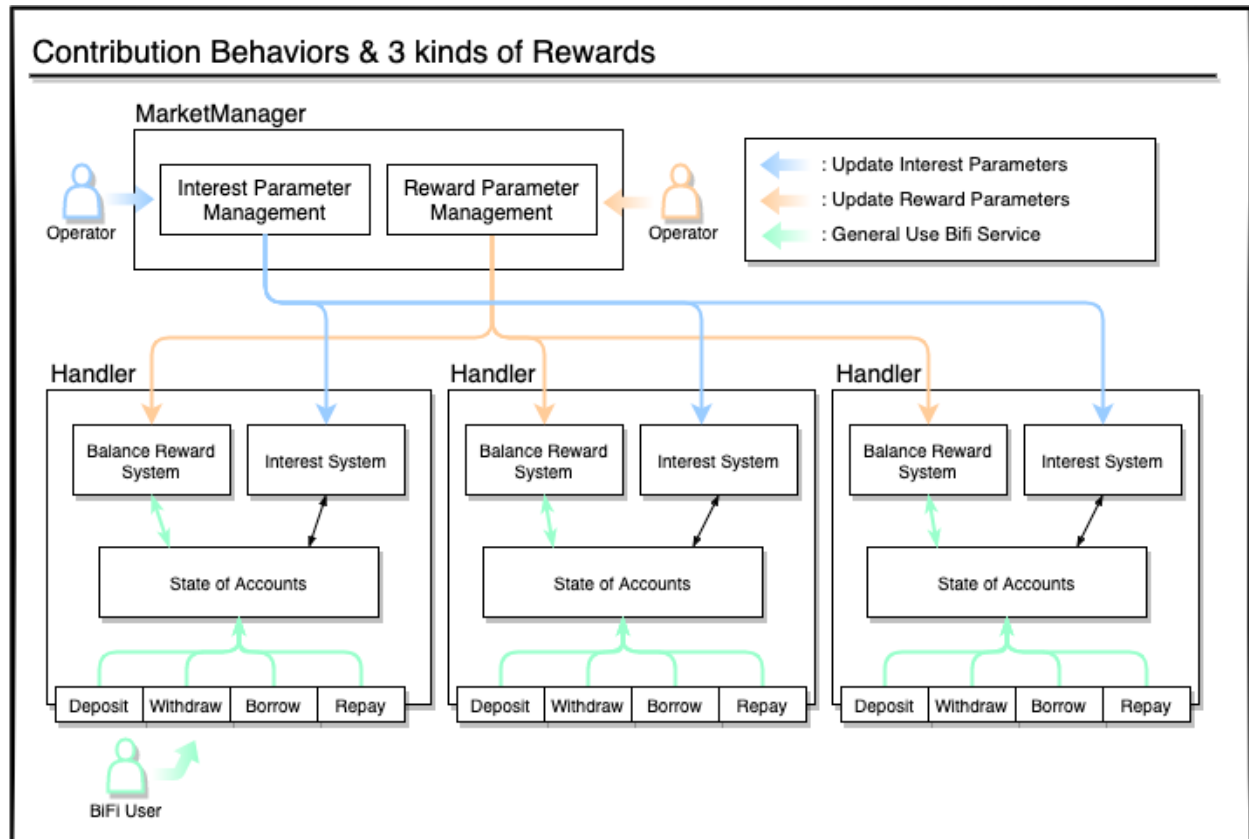 Contribution Behaviors & 3 kinds of Rewards
MarketManager
Interest Parameter
Management
Reward Parameter
Management
Operator
Operator
: Update Interest Parameters
: Update Reward Parameters
: General Use Bifi Service
Handler
Handler
Handler
Balance Reward
System
Interest System
Balance Reward
System
Interest System
Balance Reward
System
Interest System
State of Accounts
State of Accounts
State of Accounts
Deposit Withdraw Borrow Repay
Deposit Withdraw Borrow Repay
Deposit Withdraw Borrow Repay
BiFi User